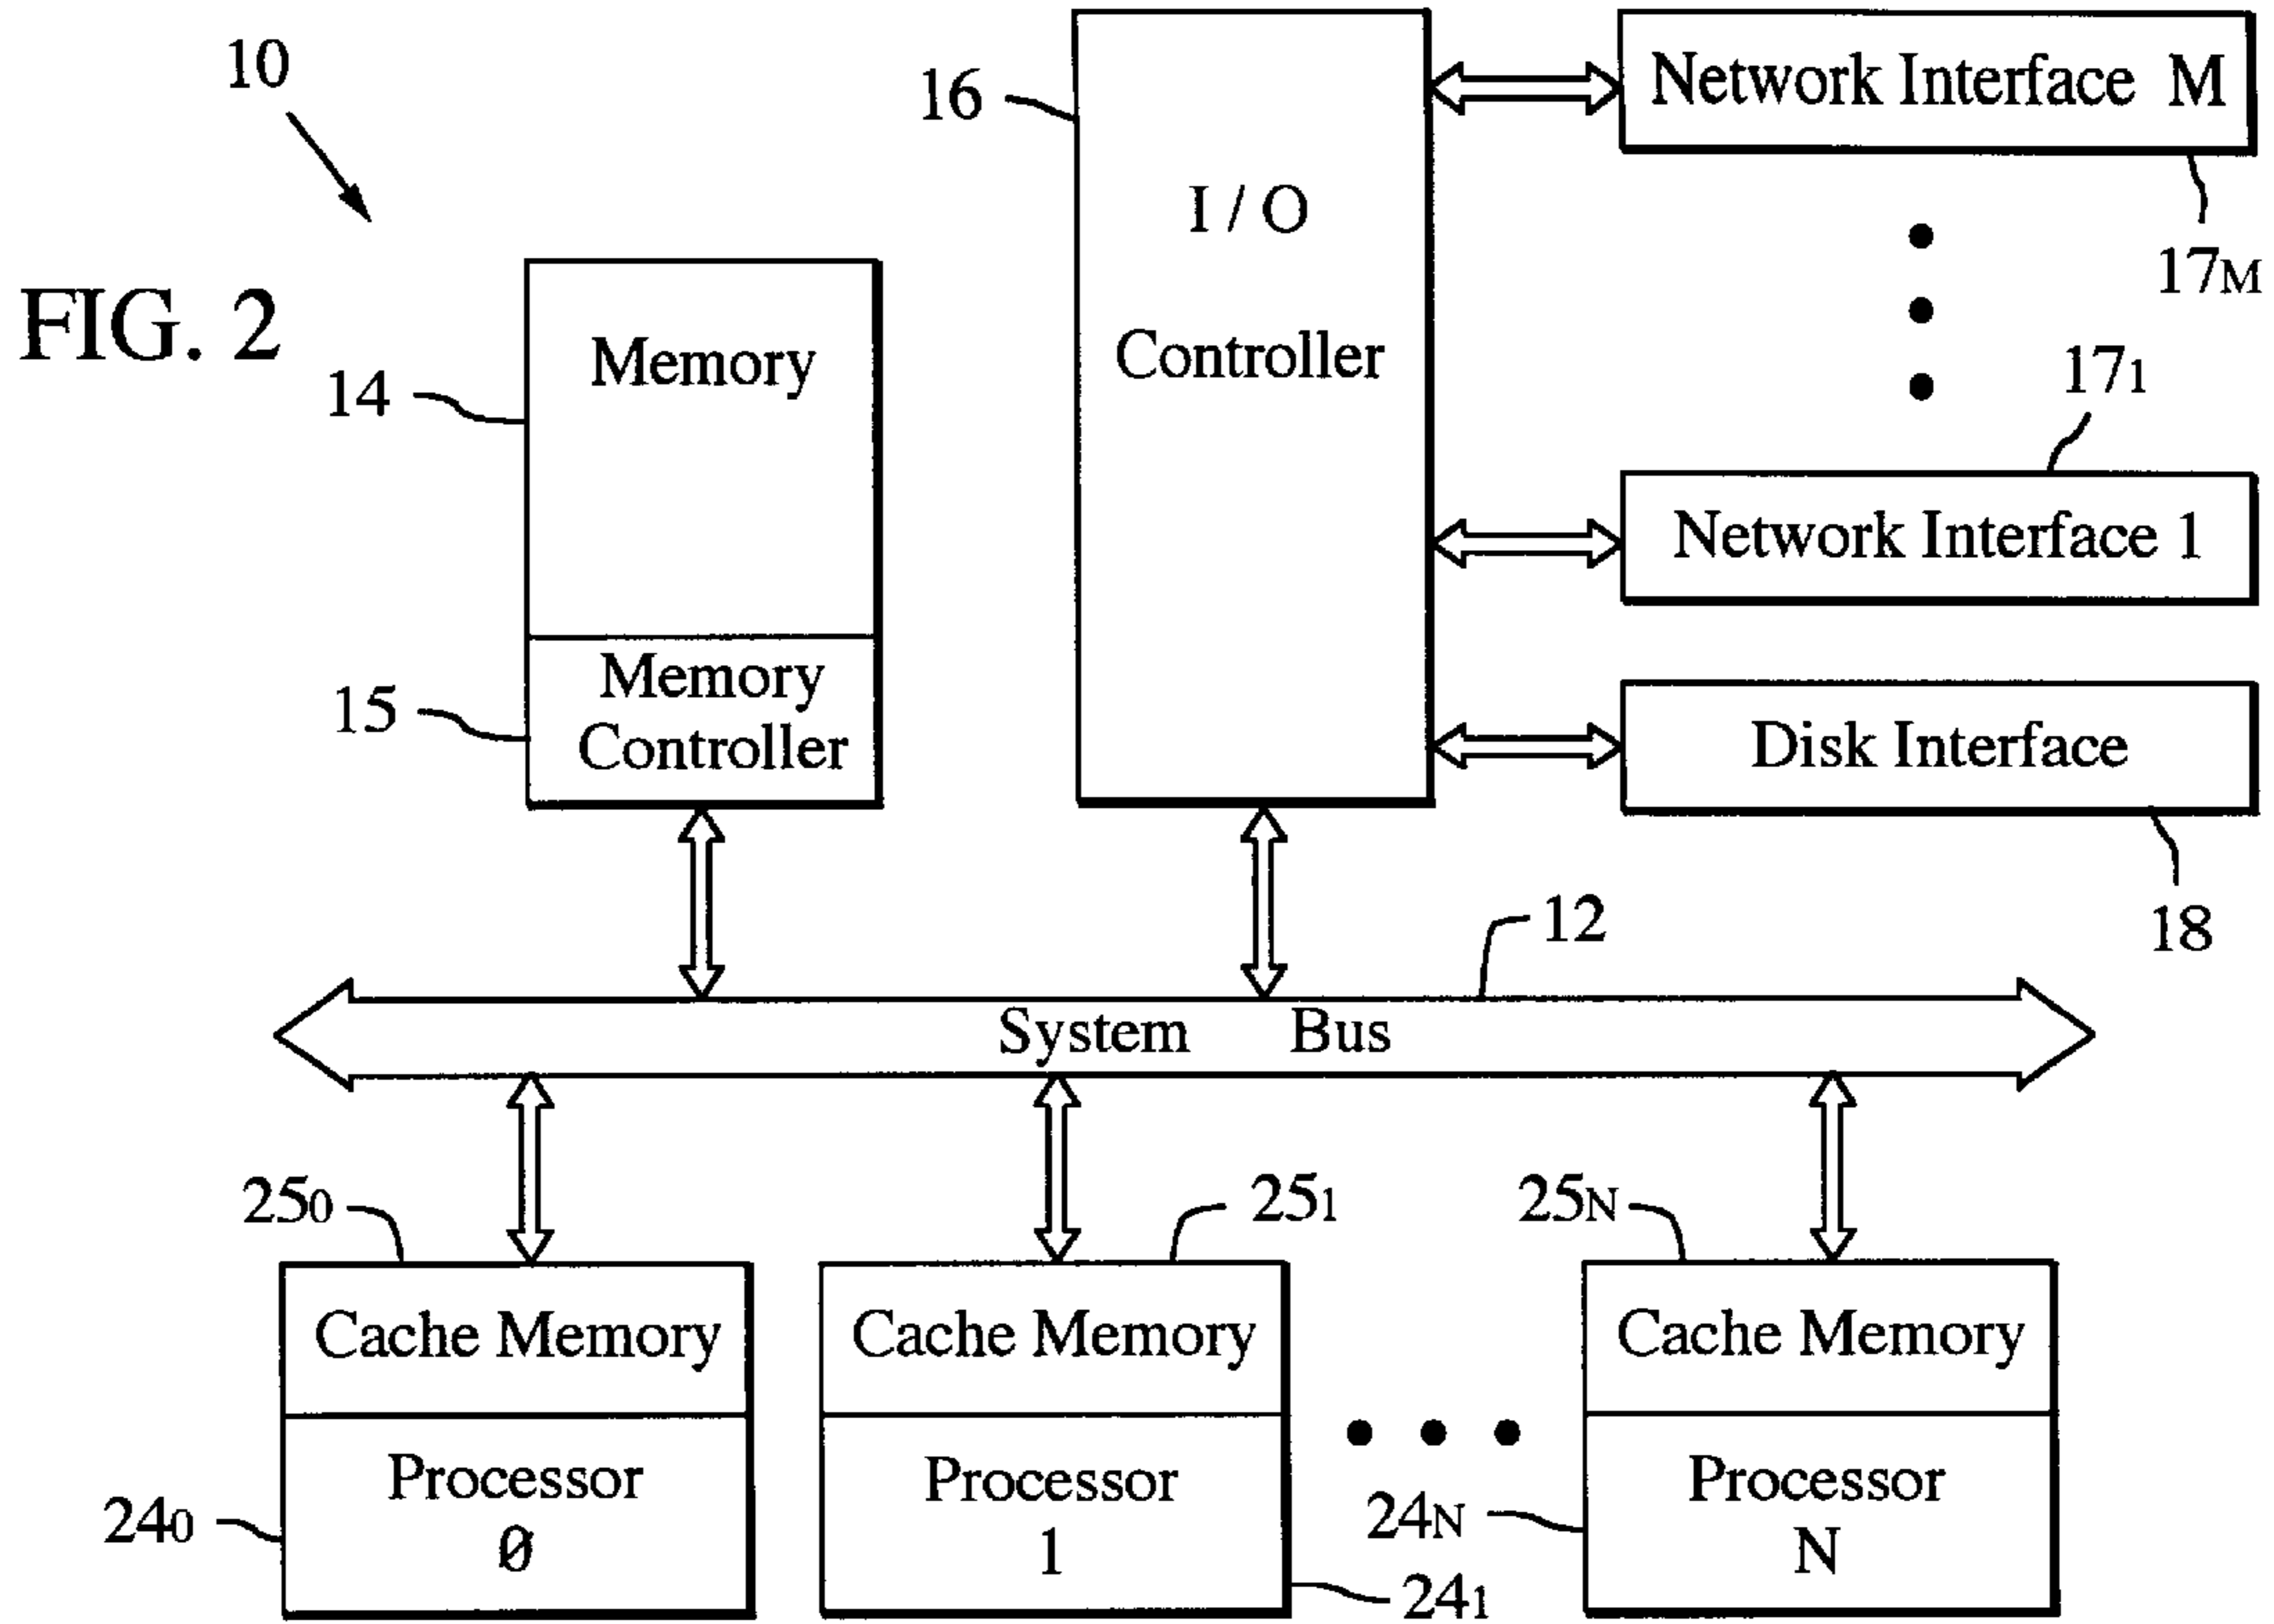 10
FIG. 2
16
I / O
Controller
Network Interface M
17M
171
Network Interface 1
Disk Interface
18
14
Memory
15
Memory
Controller
12
System Bus
250
Cache Memory
Processor
Ø
240
251
Cache Memory
Processor
1
241
25N
Cache Memory
Processor
N
24N